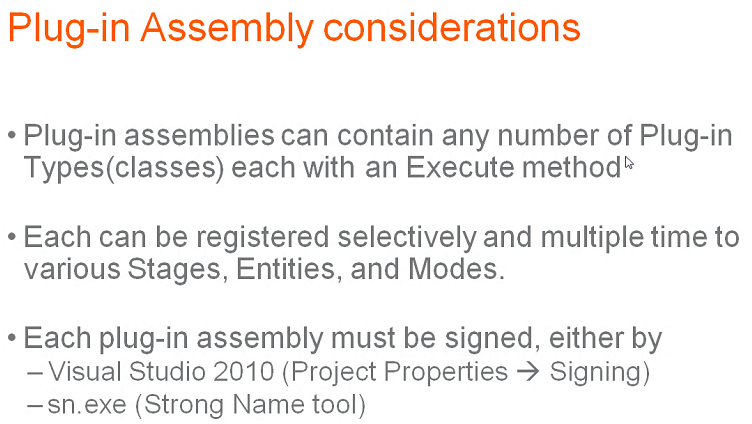 Plug-in Assembly considerations
• Plug-in assemblies can contain any number of Plug-in
Types(classes) each with an Execute method
• Each can be registered selectively and multiple time to
various Stages, Entities, and Modes.
• Each plug-in assembly must be signed, either by
– Visual Studio 2010 (Project Properties → Signing)
– sn.exe (Strong Name tool)